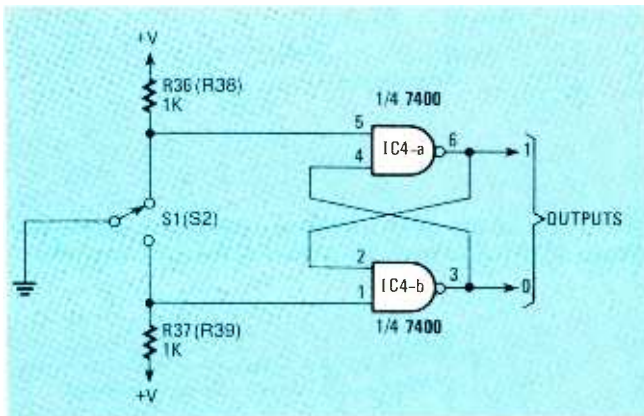 +V
R36(R38)
1K
1/4 7400
5
4
IC4-a
6
1
S1(S2)
OUTPUTS
2
1
IC4-b
3
0
1/4 7400
R37(R39)
1K
+V